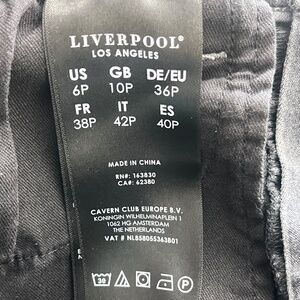 LIVERPOOL®
LOS ANGELES
US GB DE/EU
6P 10P 36P
FR IT ES
38P 42P 40P
MADE IN CHINA
RN#: 163830
CA#: 62380
CAVERN CLUB EUROPE B.V.
KONINGIN WILHELMINAPLEIN 1
1062 HG AMSTERDAM
THE NETHERLANDS
VAT # NL858055363B01
30 P